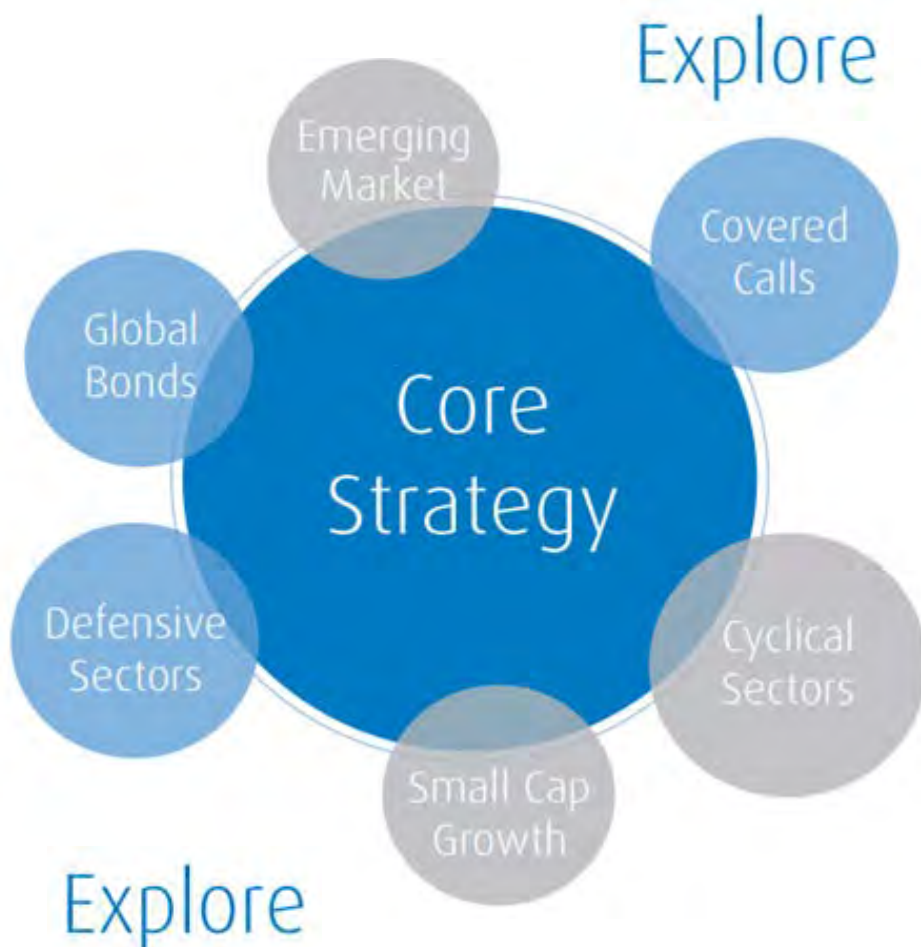 Explore
Emerging
Market
Covered
Calls
Global
Bonds
Core
Strategy
Defensive
Sectors
Cyclical
Sectors
Small Cap
Growth
Explore